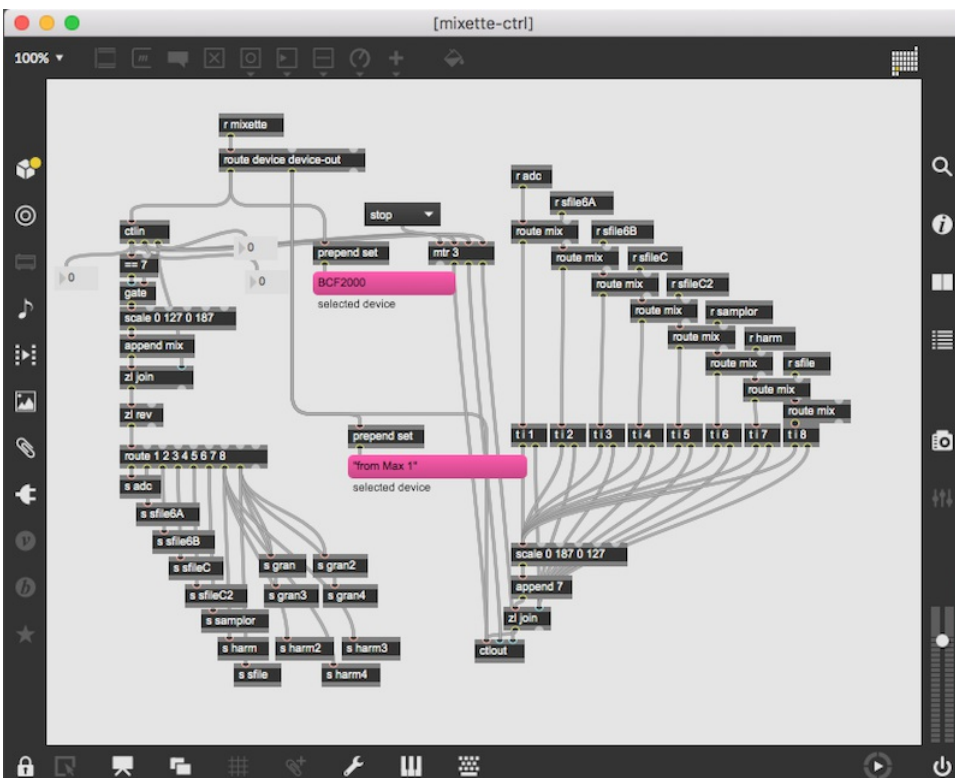 [mixette-ctrl]
100%
r mixette
route device device-out
r adc
r sfile6A
stop
ctlin
route mix
r sfile6B
0
prepend set
mtr 3
route mix
r sfileC
== 7
0
0
BCF2000
route mix
r sfileC2
gate
selected device
route mix
r samplor
scale 0 127 0 187
route mix
r harm
append mix
route mix
r sfile
zl join
route mix
route mix
zl rev
prepend set
t i 1
t i 2
t i 3
t i 4
t i 5
t i 6
t i 7
t i 8
route 1 2 3 4 5 6 7 8
"from Max 1"
s adc
selected device
s sfile6A
s sfile6B
scale 0 187 0 127
s sfileC
s gran
s gran2
append 7
s sfileC2
s gran3
s gran4
zl join
s samplor
s harm
s harm2
s harm3
ctlout
s sfile
s harm4